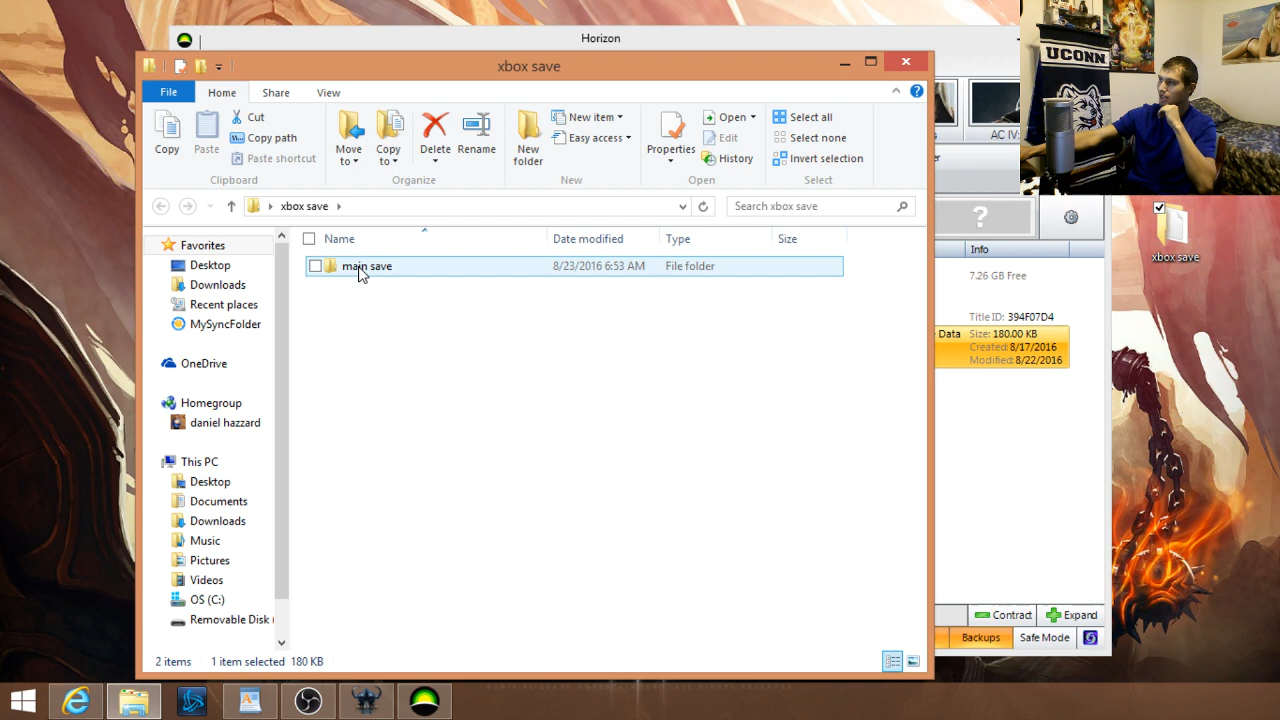 Horizon
xbox save
File
Home
Share
View
Copy
Paste
Cut
Copy path
Paste shortcut
Clipboard
Move to
Copy to
Delete
Rename
Organize
New folder
New item
Easy access
New
Properties
Open
Edit
History
Open
Select all
Select none
Invert selection
Select
xbox save
Search xbox save
Name
Date modified
Type
Size
main save
8/23/2016 6:53 AM
File folder
Favorites
Desktop
Downloads
Recent places
MySyncFolder
OneDrive
Homegroup
daniel hazzard
This PC
Desktop
Documents
Downloads
Music
Pictures
Videos
OS (C:)
Removable Disk
2 items
1 item selected 180 KB
AC IV:
?
Info
7.26 GB Free
Title ID: 394F07D4
Data
Size: 180.00 KB
Created: 8/17/2016
Modified: 8/22/2016
Contract
Expand
Backups
Safe Mode
UCONN
xbox save